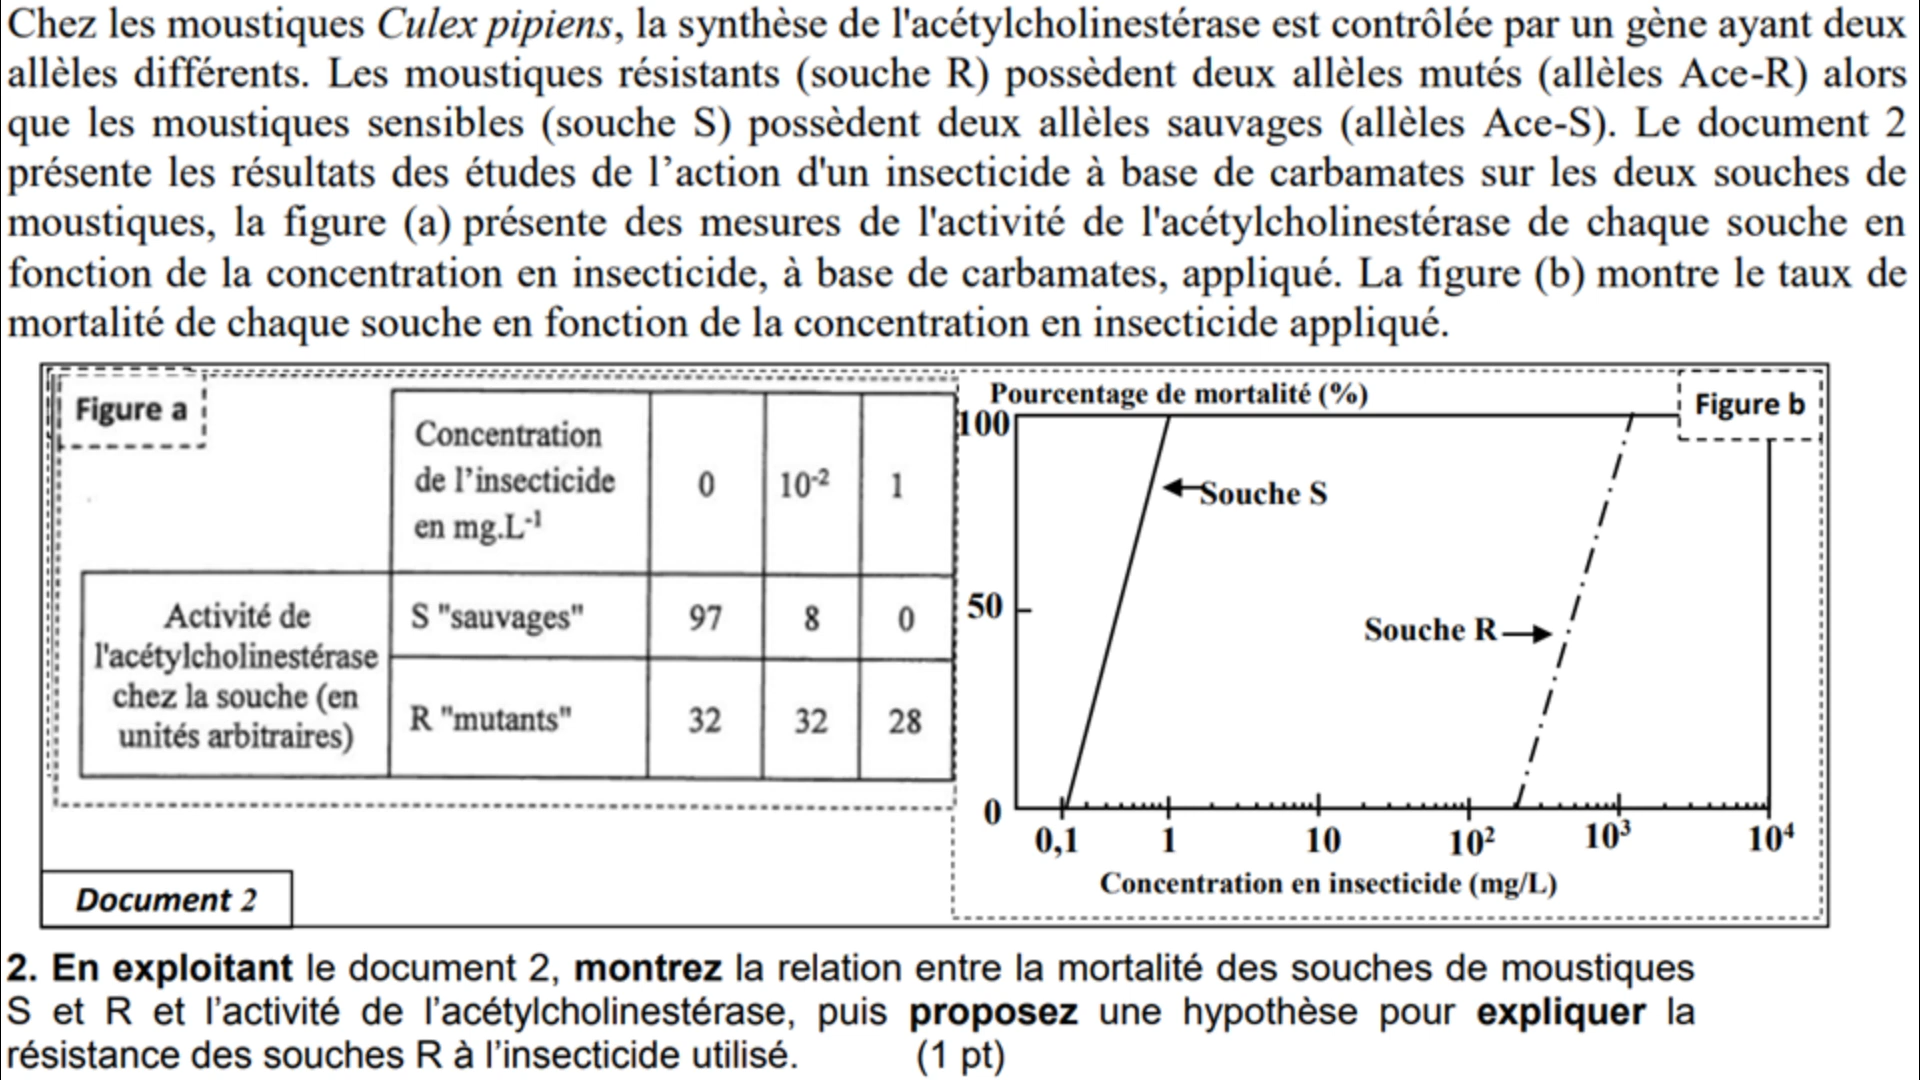 Chez les moustiques Culex pipiens, la synthèse de l'acétylcholinestérase est contrôlée par un gène ayant deux
allèles différents. Les moustiques résistants (souche R) possèdent deux allèles mutés (allèles Ace-R) alors
que les moustiques sensibles (souche S) possèdent deux allèles sauvages (allèles Ace-S). Le document 2
présente les résultats des études de l’action d'un insecticide à base de carbamates sur les deux souches de
moustiques, la figure (a) présente des mesures de l'activité de l'acétylcholinestérase de chaque souche en
fonction de la concentration en insecticide, à base de carbamates, appliqué. La figure (b) montre le taux de
mortalité de chaque souche en fonction de la concentration en insecticide appliqué.
Figure a
Concentration
de l’insecticide
en mg.L⁻¹
0
10⁻²
1
Activité de
l'acétylcholinestérase
chez la souche (en
unités arbitraires)
S "sauvages"
97
8
0
R "mutants"
32
32
28
Pourcentage de mortalité (%)
Figure b
100
Souche S
50
Souche R
0
0,1
1
10
10²
10³
10⁴
Concentration en insecticide (mg/L)
Document 2
2. En exploitant le document 2, montrez la relation entre la mortalité des souches de moustiques
S et R et l’activité de l’acétylcholinestérase, puis proposez une hypothèse pour expliquer la
résistance des souches R à l’insecticide utilisé. (1 pt)